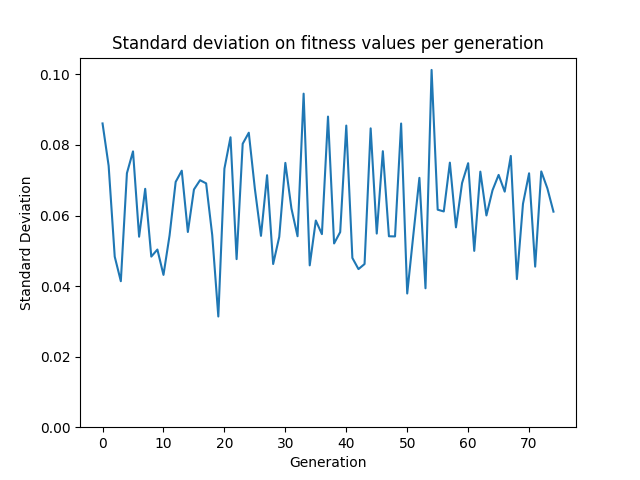 Standard deviation on fitness values per generation
0.10
0.08
0.06
0.04
0.02
0.00
Standard Deviation
0 10 20 30 40 50 60 70
Generation